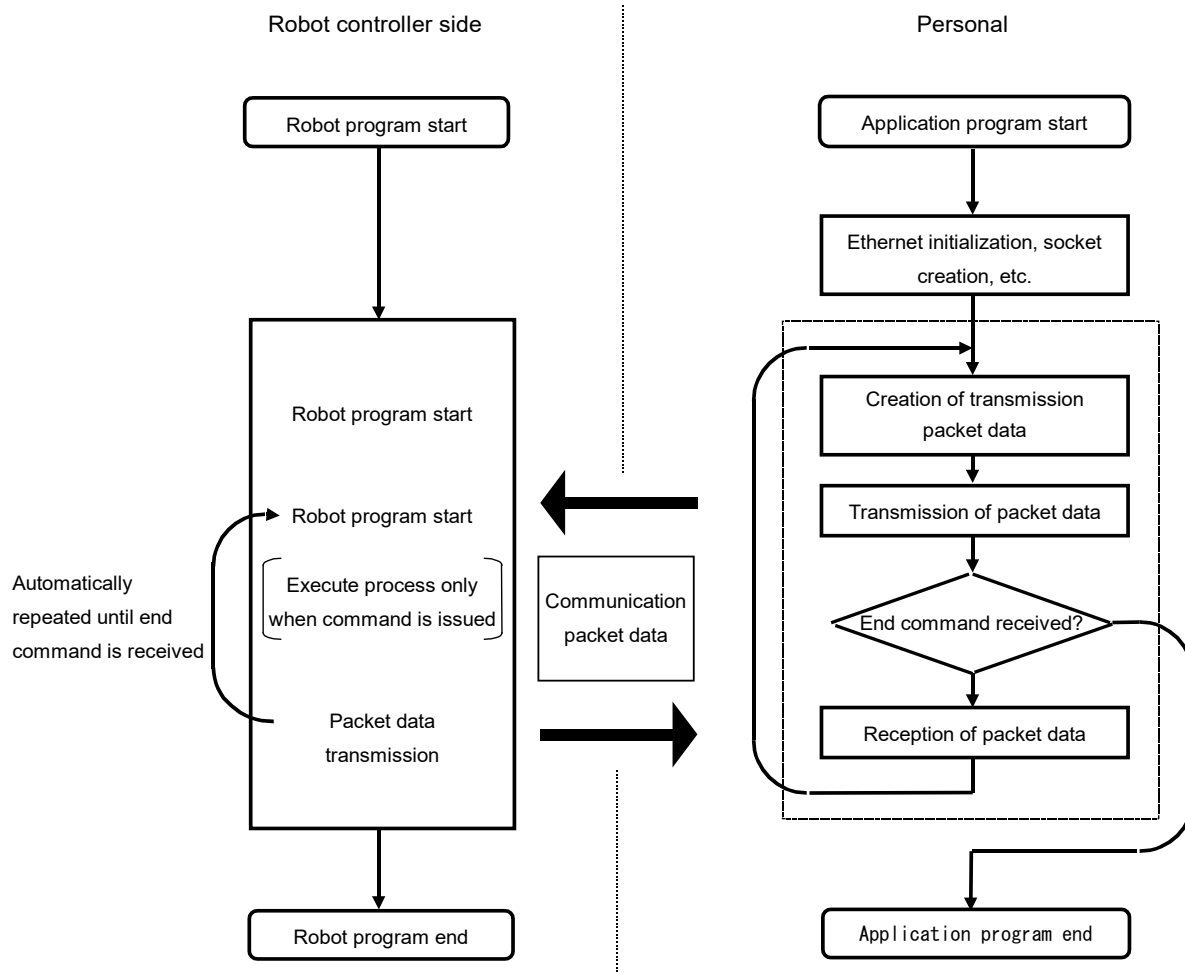 Robot controller side
Personal
Robot program start
Application program start
Ethernet initialization, socket
creation, etc.
Robot program start
Creation of transmission
packet data
Robot program start
Transmission of packet data
Automatically
repeated until end
command is received
Execute process only
when command is issued
Communication
packet data
End command received?
Packet data
transmission
Reception of packet data
Robot program end
Application program end